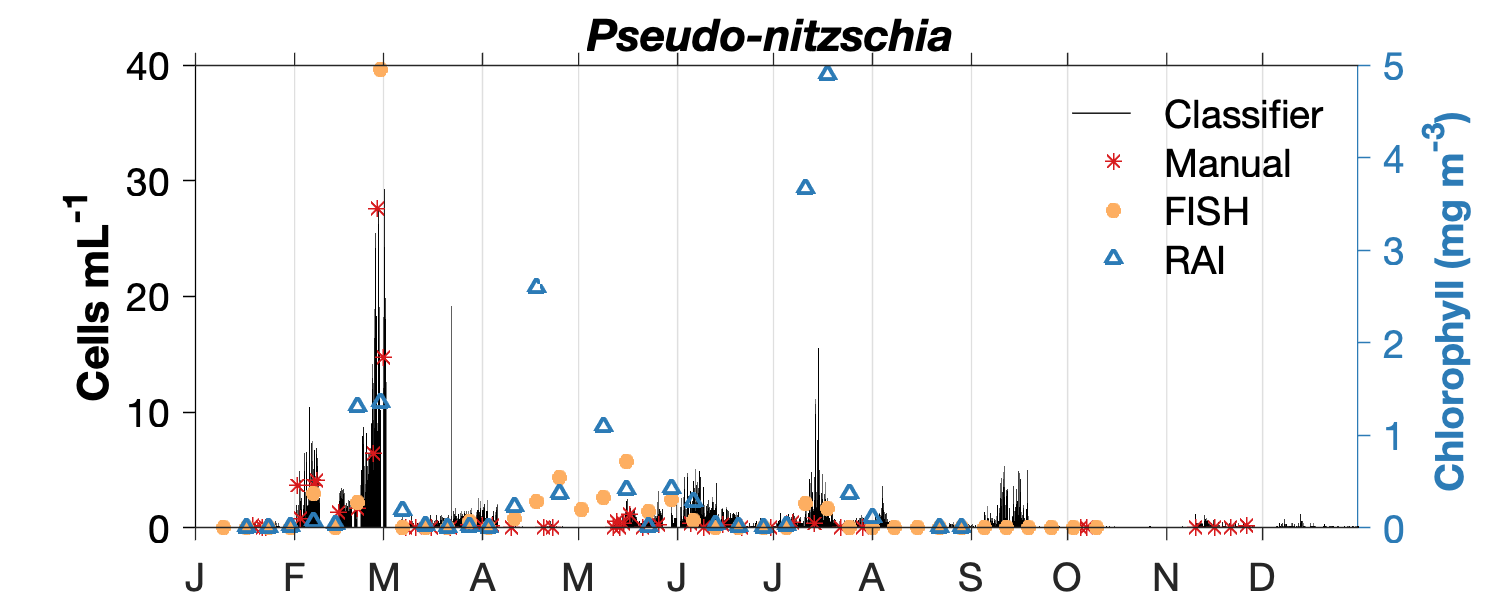 Pseudo-nitzschia
Cells mL⁻¹
40
30
20
10
0
5
4
3
2
1
0
Chlorophyll (mg m⁻³)
Classifier
Manual
FISH
RAI
J F M A M J J A S O N D